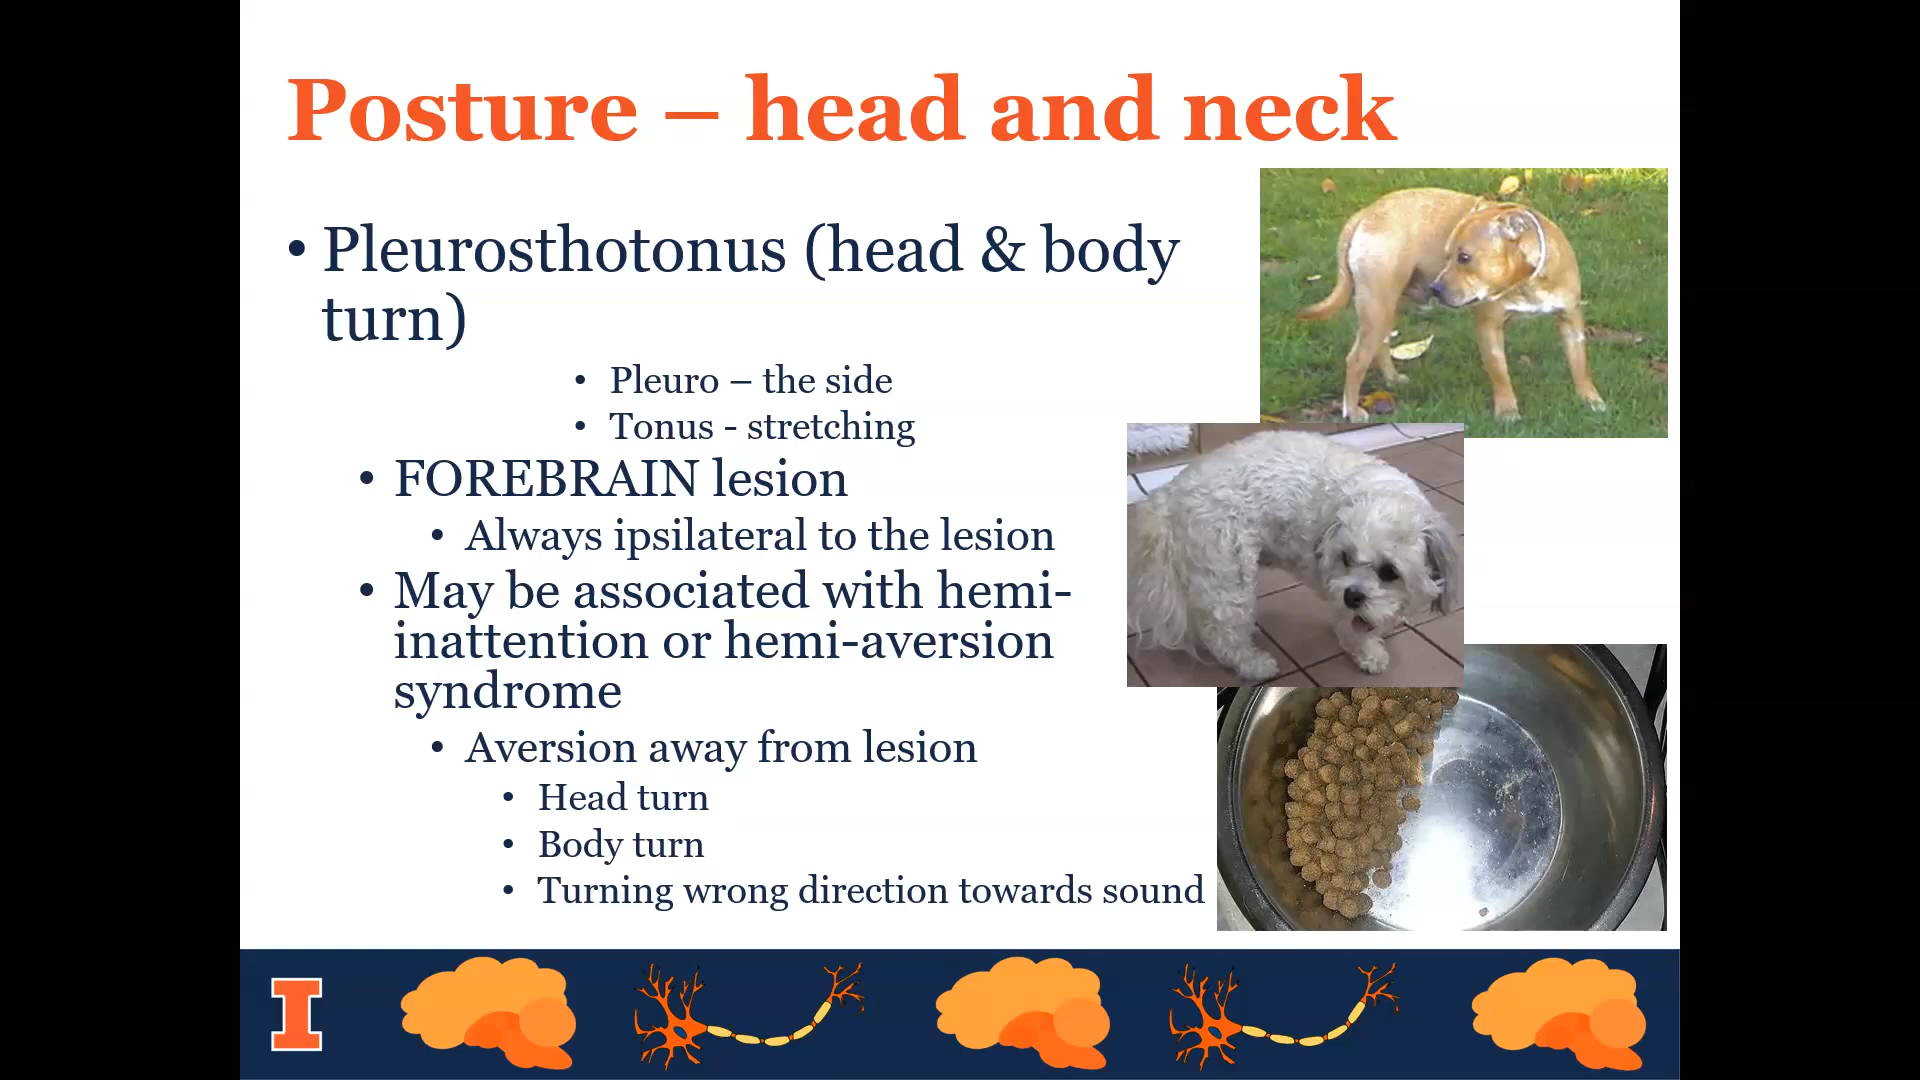 Posture – head and neck
• Pleurosthotonus (head & body
turn)
• Pleuro – the side
• Tonus - stretching
• FOREBRAIN lesion
• Always ipsilateral to the lesion
• May be associated with hemi-
inattention or hemi-aversion
syndrome
• Aversion away from lesion
• Head turn
• Body turn
• Turning wrong direction towards sound
I